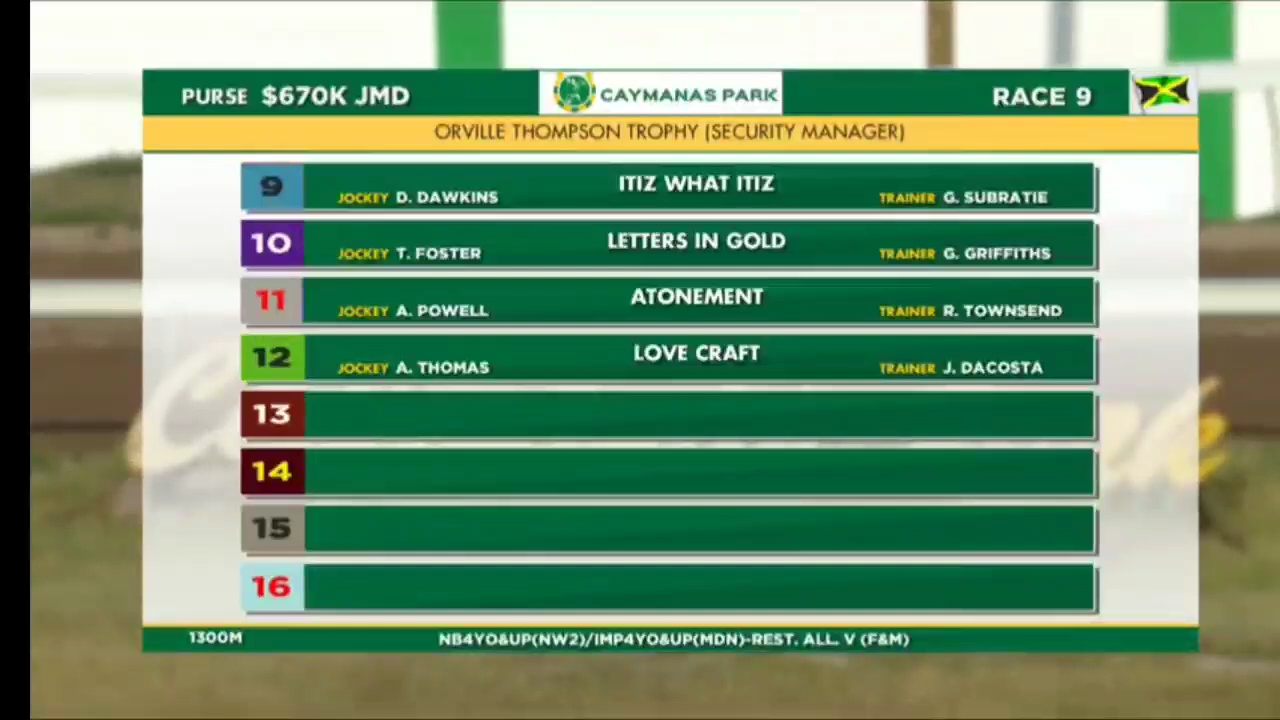 PURSE $670K JMD
CAYMANAS PARK
RACE 9
ORVILLE THOMPSON TROPHY (SECURITY MANAGER)
9 ITIZ WHAT ITIZ
JOCKEY D. DAWKINS TRAINER G. SUBRATIE
10 LETTERS IN GOLD
JOCKEY T. FOSTER TRAINER G. GRIFFITHS
11 ATONEMENT
JOCKEY A. POWELL TRAINER R. TOWNSEND
12 LOVE CRAFT
JOCKEY A. THOMAS TRAINER J. DACOSTA
13
14
15
16
1300M NB4YO&UP(NW2)/IMP4YO&UP(MDN)-REST. ALL. V (F&M)